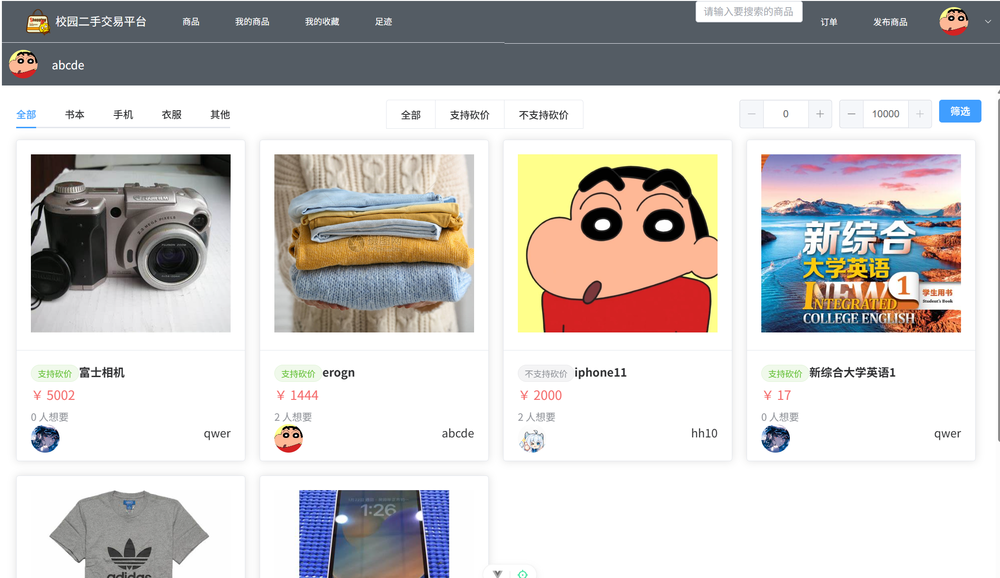 Shopping
校园二手交易平台
商品
我的商品
我的收藏
足迹
请输入要搜索的商品
订单
发布商品
abcde
全部
书本
手机
衣服
其他
全部
支持砍价
不支持砍价
0
10000
筛选
FUJIFILM
2.3 MEGA PIXELS
FUJINON ZOOM
新综合
大学英语
NEW 1
学生用书
Student's Book
INTEGRATED
COLLEGE ENGLISH
支持砍价 富士相机
￥ 5002
0 人想要
qwer
支持砍价 erogn
￥ 1444
2 人想要
abcde
不支持砍价 iphone11
￥ 2000
2 人想要
hh10
支持砍价 新综合大学英语1
￥ 17
0 人想要
qwer
adidas
1:26